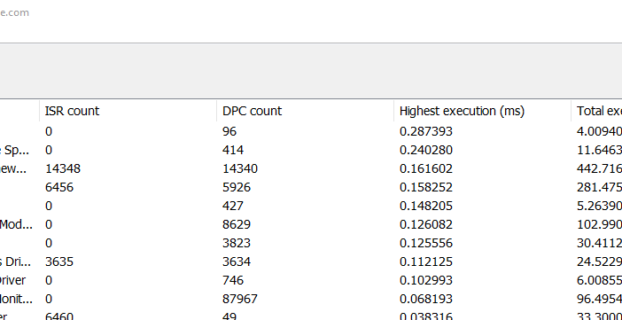 e.com
ISR count DPC count Highest execution (ms) Total exe
0 96 0.287393 4.00940
e Sp... 0 414 0.240280 11.6463
new... 14348 14340 0.161602 442.716
6456 5926 0.158252 281.475
0 427 0.148205 5.26390
Mod... 0 8629 0.126082 102.990
0 3823 0.125556 30.4112
s Dri... 3635 3634 0.112125 24.5229
Driver 0 746 0.102993 6.00855
Monit... 0 87967 0.068193 96.4954
er 6460 49 0.038316 33.3000